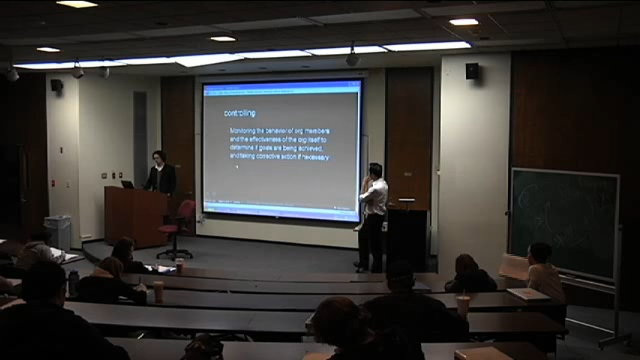 controlling
Monitoring the behavior of org members
and the effectiveness of the org itself to
determine if goals are being achieved,
and taking corrective action if necessary